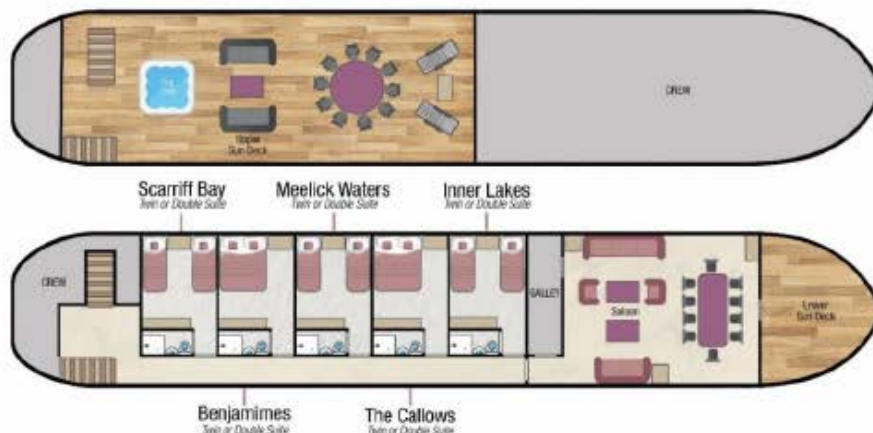 CREW
Upper
Sun Deck
Scarriff Bay
Twin or Double Suite
Meelick Waters
Twin or Double Suite
Inner Lakes
Twin or Double Suite
CREW
GALLEY
Saloon
Lower
Sun Deck
Benjamimes
Twin or Double Suite
The Callows
Twin or Double Suite